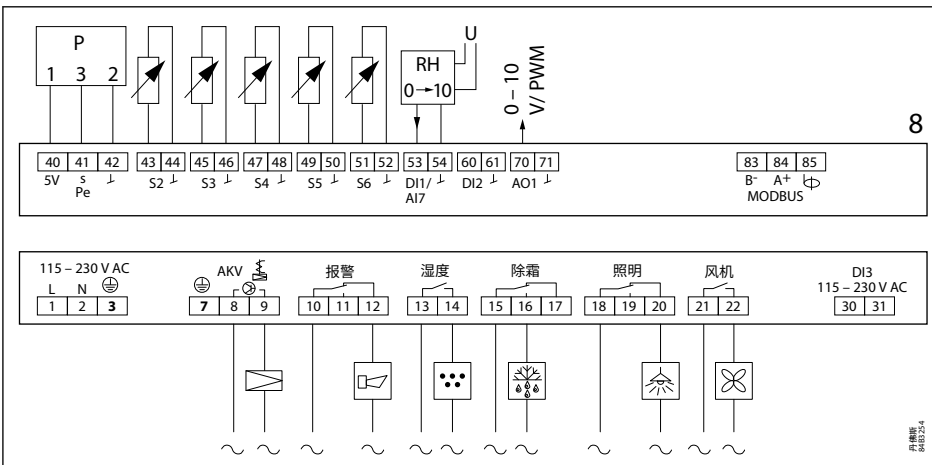 P
1 3 2
U
RH
0→10
0 – 10
V/ PWM
8
40 41 42 43 44 45 46 47 48 49 50 51 52 53 54 60 61 70 71 83 84 85
5V s ⊥ S2 ⊥ S3 ⊥ S4 ⊥ S5 ⊥ S6 ⊥ DI1/ ⊥ DI2 ⊥ AO1 ⊥ B- A+
Pe AI7 MODBUS
115 – 230 V AC AKV 报警 湿度 除霜 照明 风机 DI3
L N 115 – 230 V AC
1 2 3 7 8 9 10 11 12 13 14 15 16 17 18 19 20 21 22 30 31
丹佛斯
84B3254